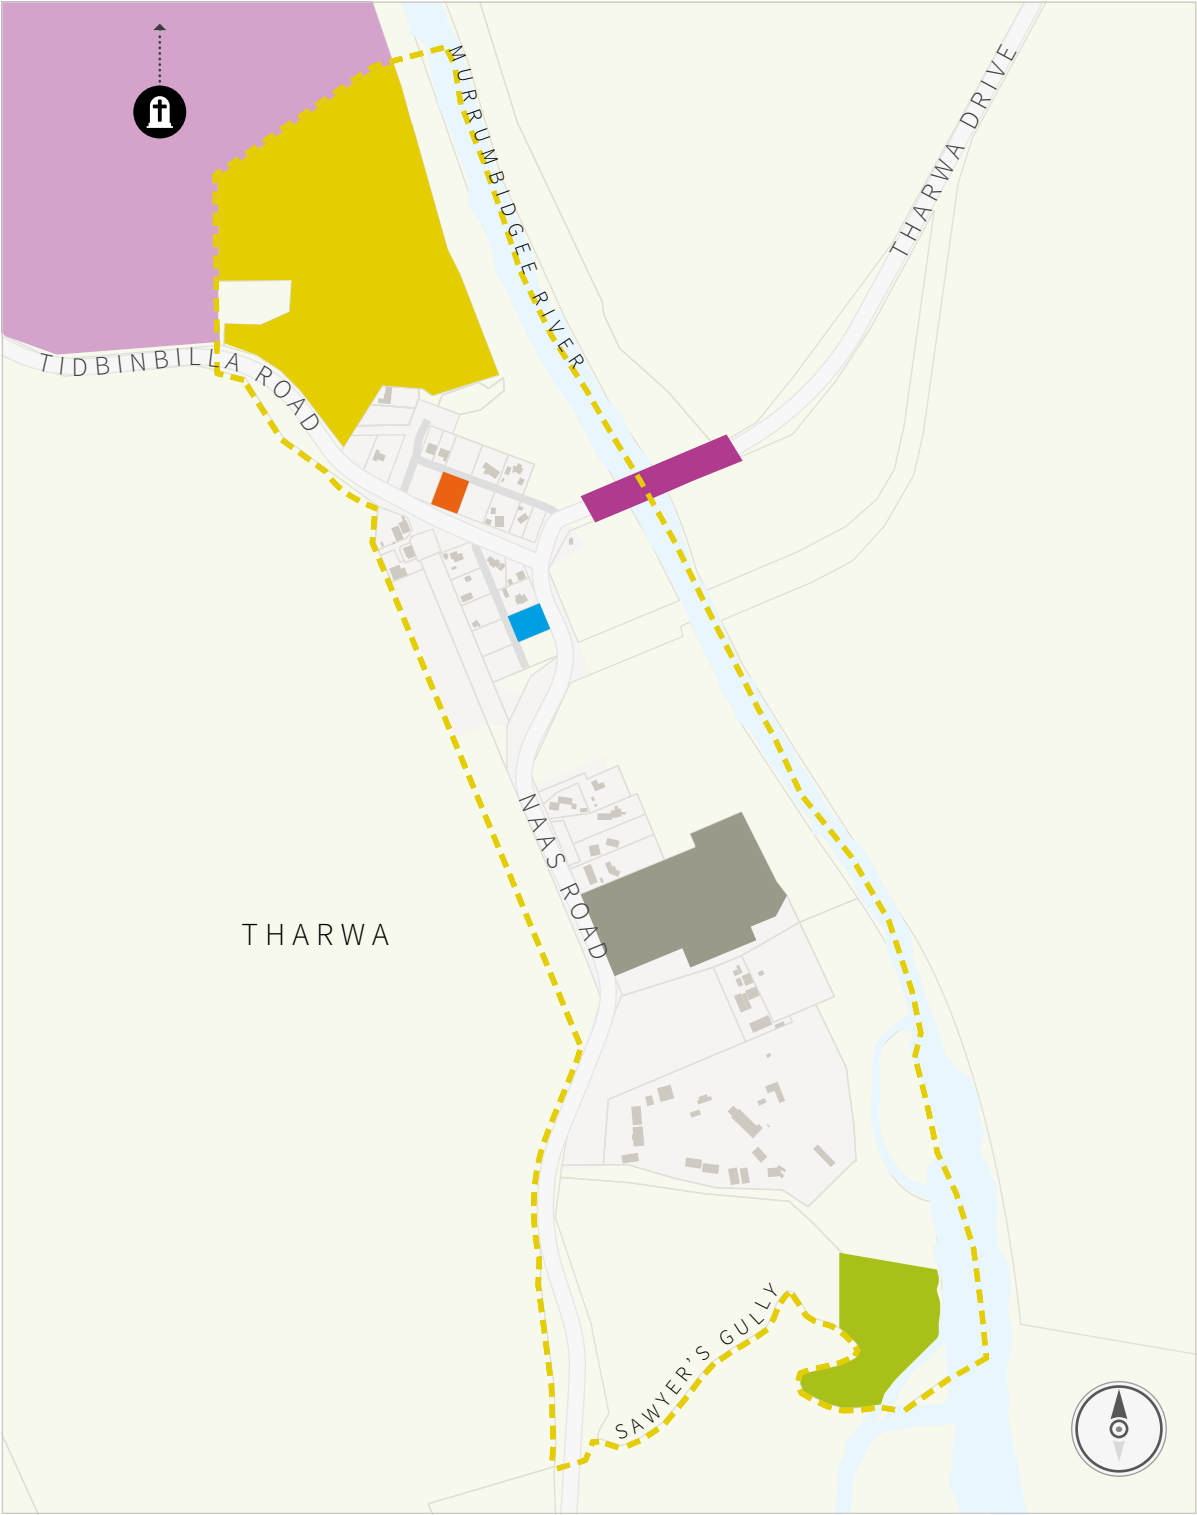 MURRUMBIDGEE RIVER
THARWA DRIVE
TIDBINBILLA ROAD
NAAS ROAD
THARWA
SAWYER'S GULLY